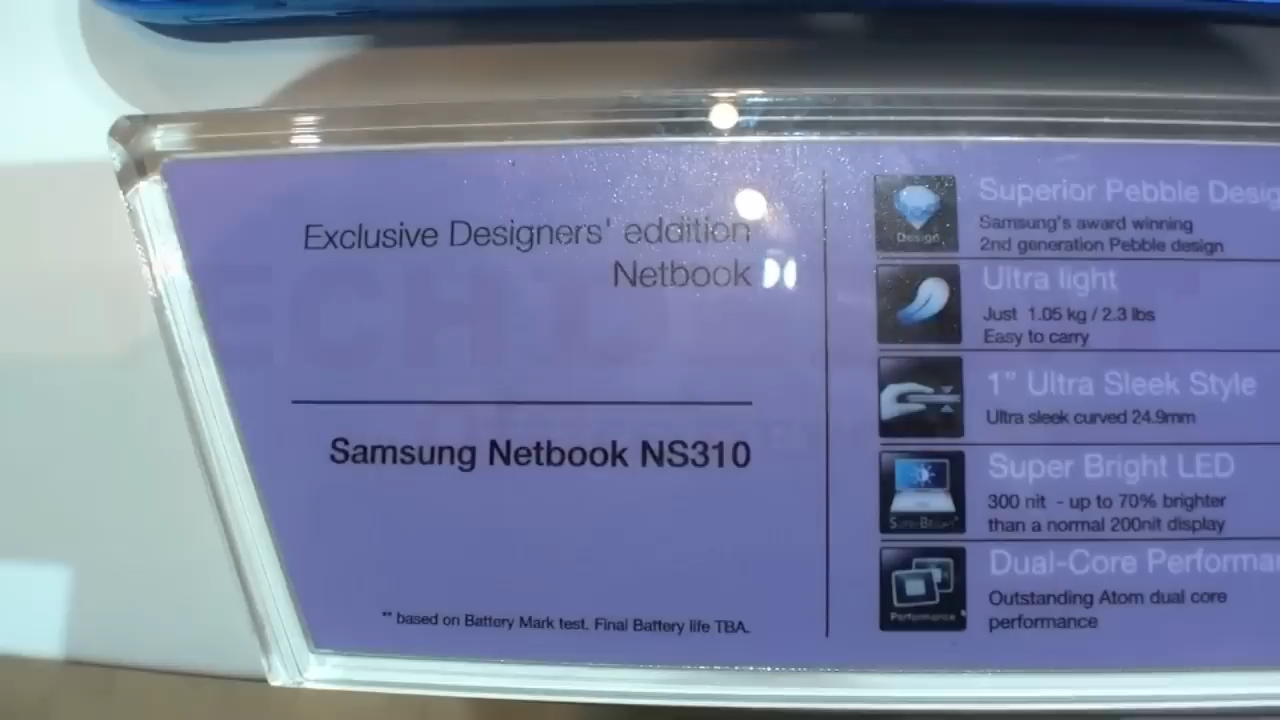 Exclusive Designers' eddition
Netbook
Samsung Netbook NS310
** based on Battery Mark test. Final Battery life TBA.
Design
Superior Pebble Desig
Samsung's award winning
2nd generation Pebble design
Ultra light
Just 1.05 kg / 2.3 lbs
Easy to carry
1” Ultra Sleek Style
Ultra sleek curved 24.9mm
SuperBright
Super Bright LED
300 nit - up to 70% brighter
than a normal 200nit display
Performance
Dual-Core Performa
Outstanding Atom dual core
performance